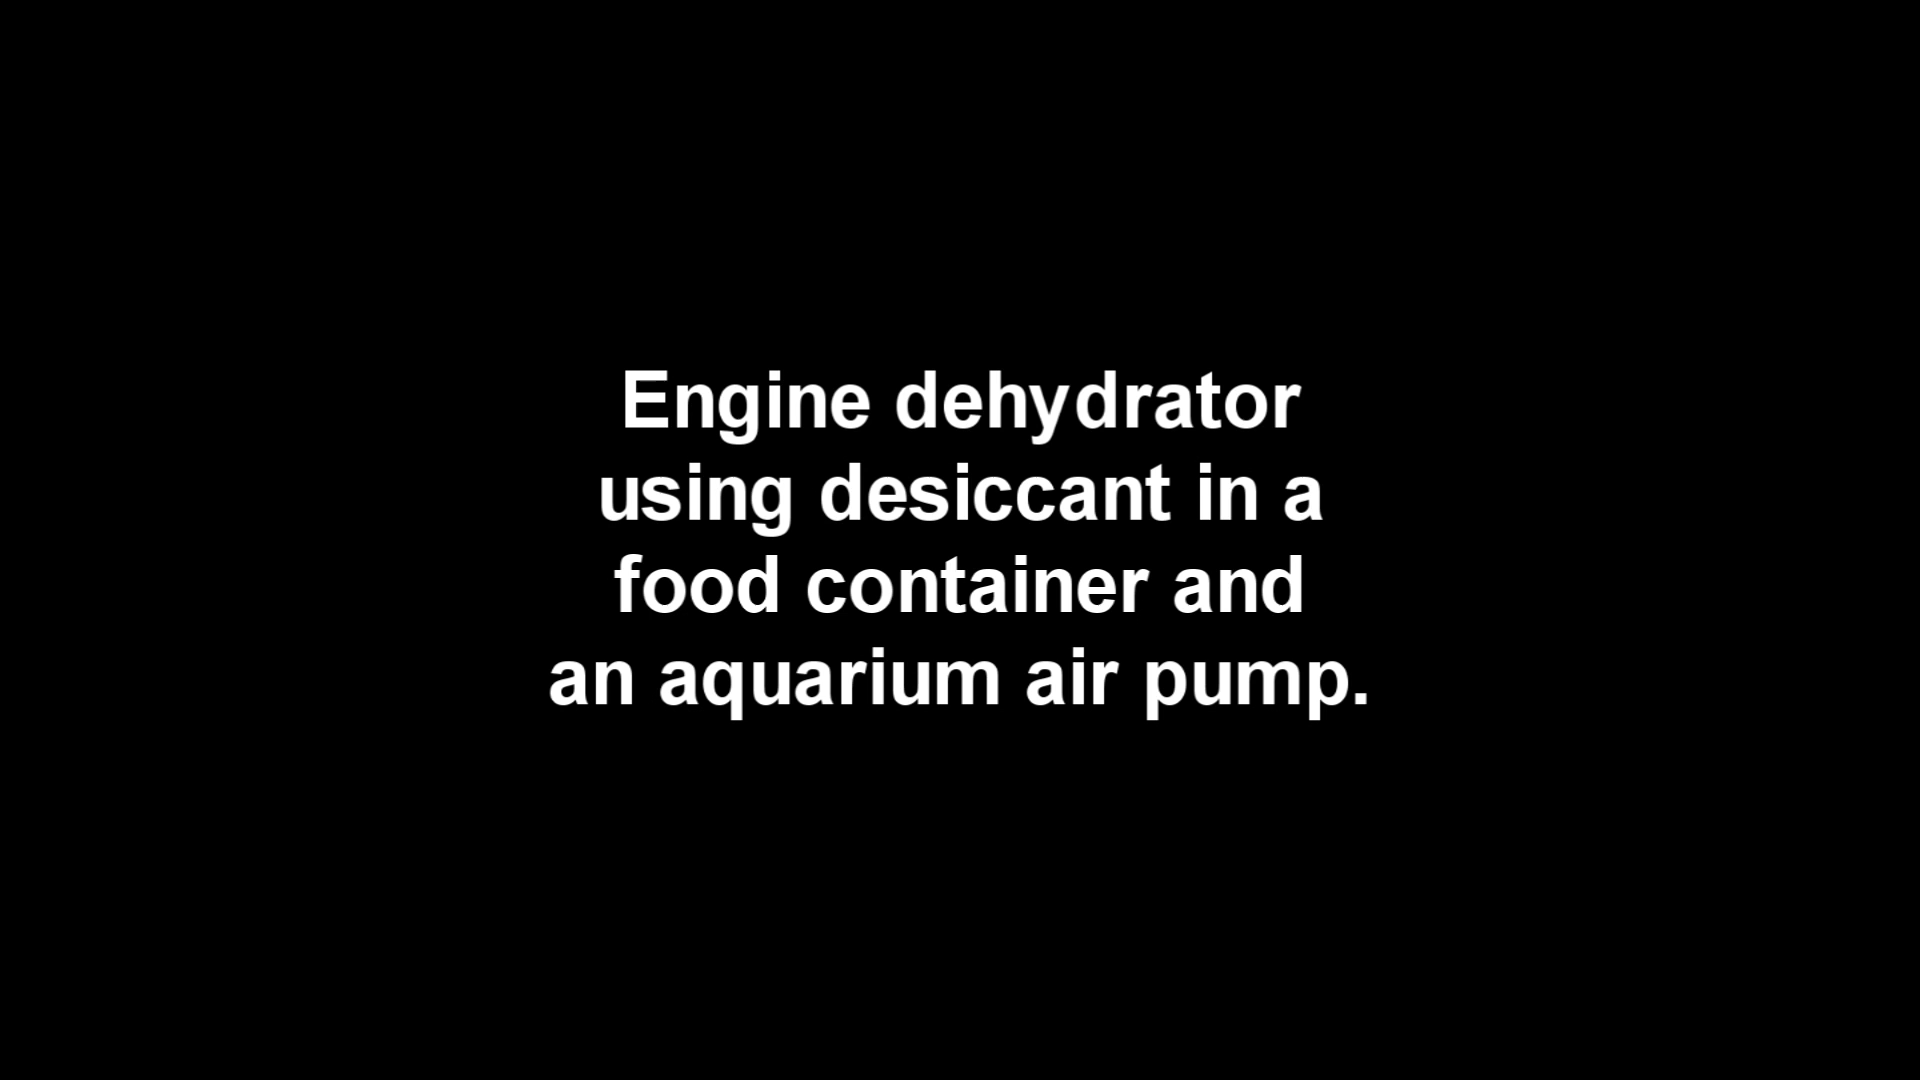 Engine dehydrator
using desiccant in a
food container and
an aquarium air pump.